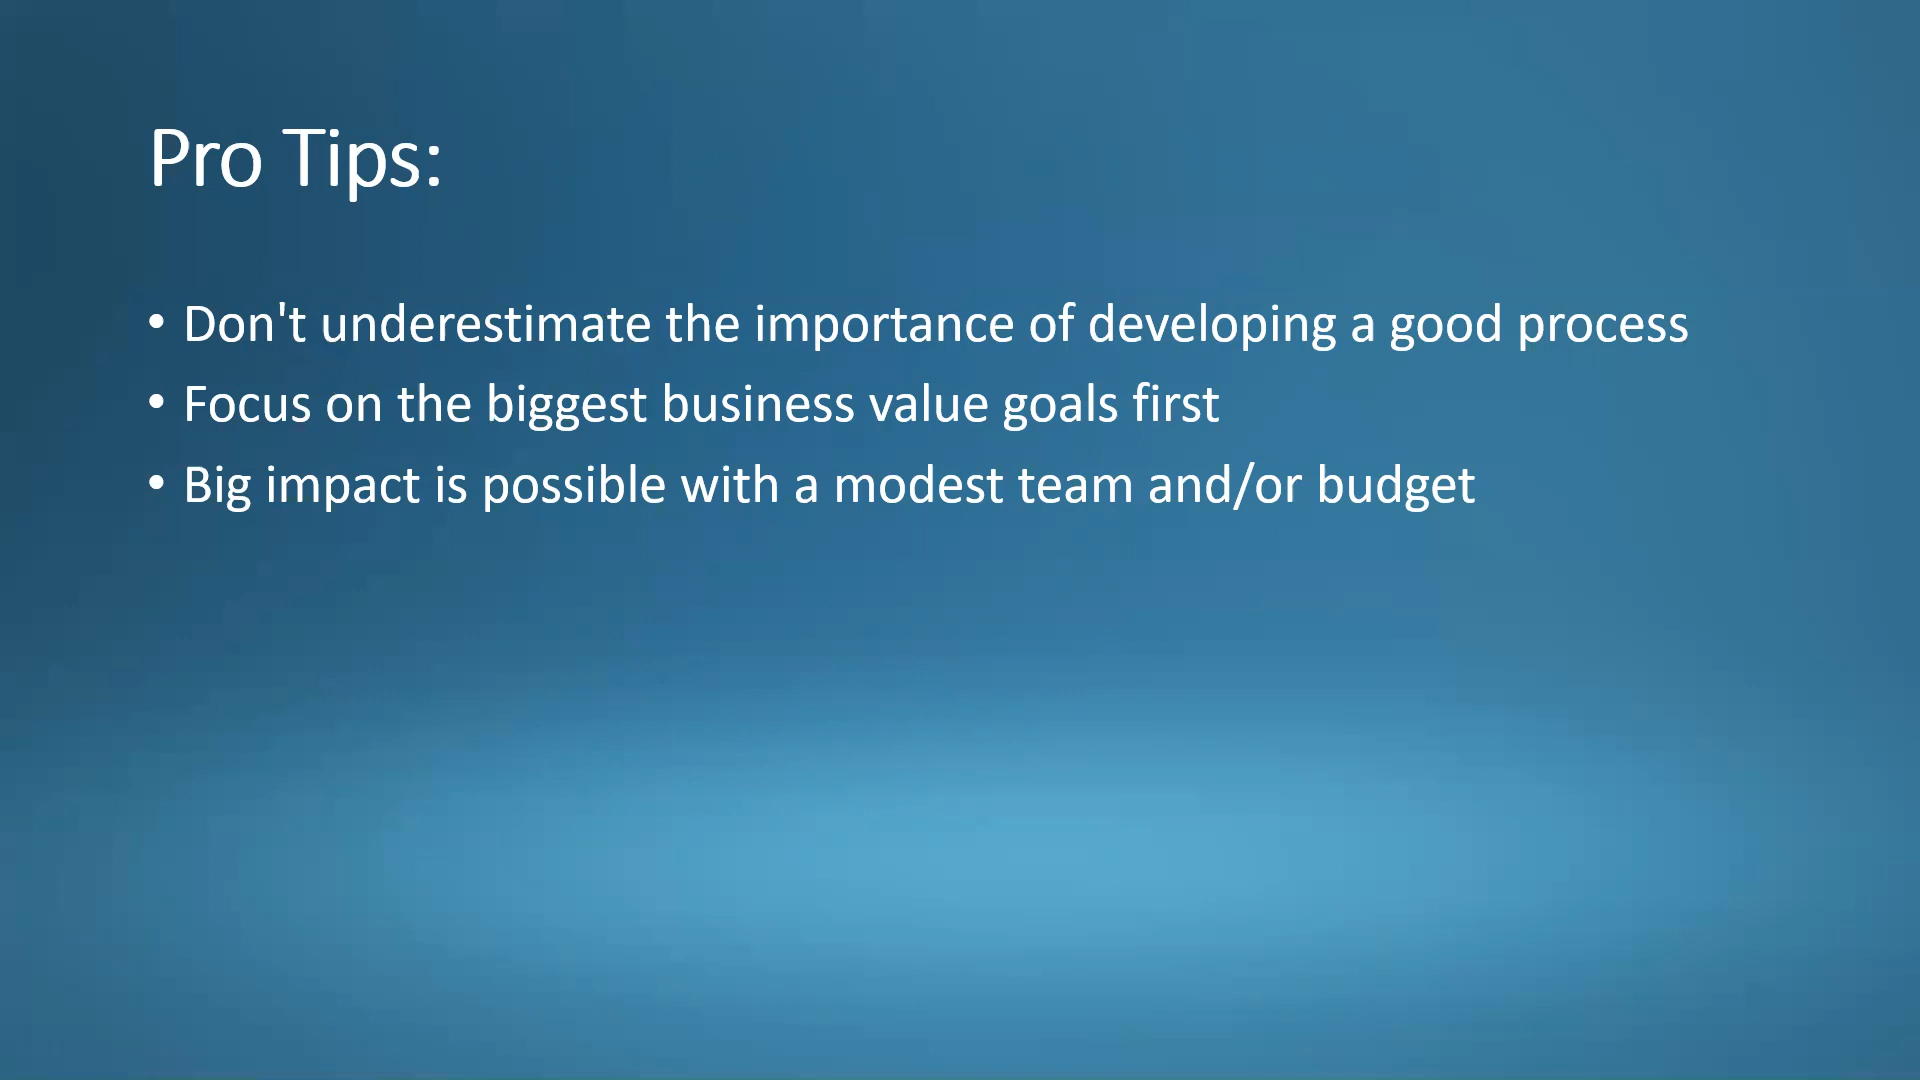 Pro Tips:
• Don't underestimate the importance of developing a good process
• Focus on the biggest business value goals first
• Big impact is possible with a modest team and/or budget